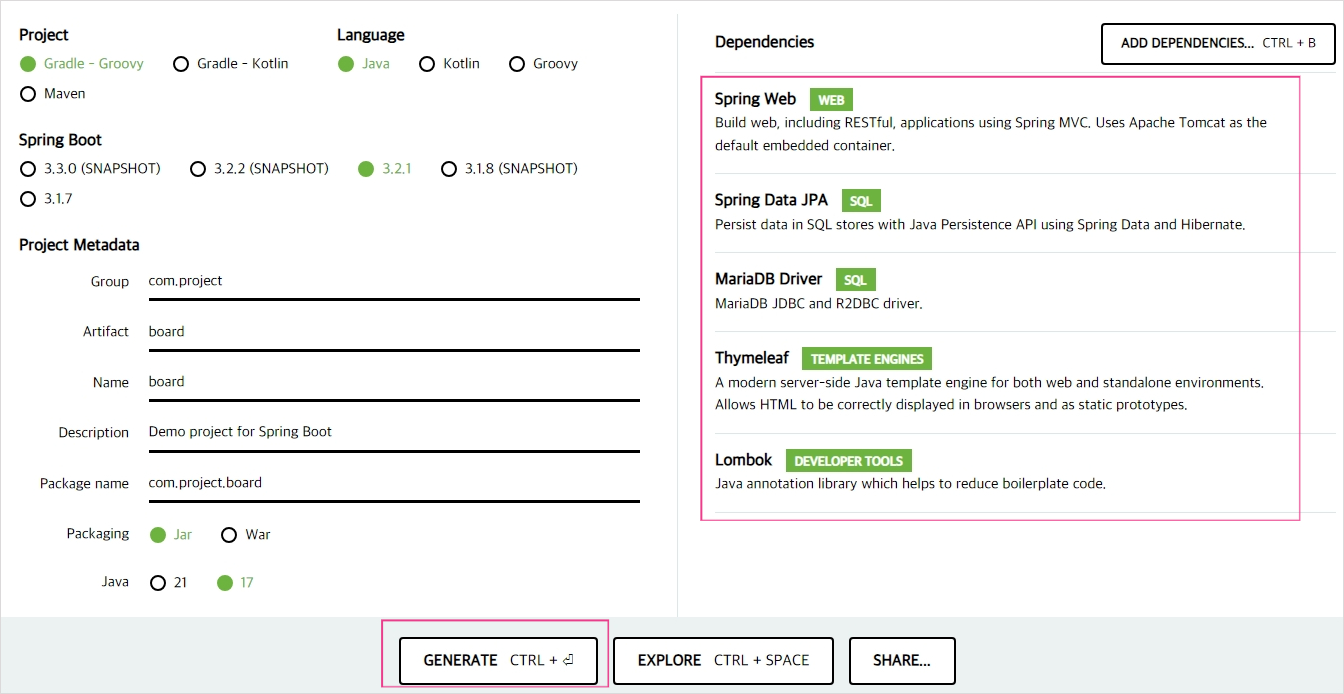 Project
Gradle - Groovy
Gradle - Kotlin
Maven
Language
Java
Kotlin
Groovy
Spring Boot
3.3.0 (SNAPSHOT)
3.2.2 (SNAPSHOT)
3.2.1
3.1.8 (SNAPSHOT)
3.1.7
Project Metadata
Group com.project
Artifact board
Name board
Description Demo project for Spring Boot
Package name com.project.board
Packaging Jar War
Java 21 17
Dependencies
ADD DEPENDENCIES... CTRL + B
Spring Web WEB
Build web, including RESTful, applications using Spring MVC. Uses Apache Tomcat as the
default embedded container.
Spring Data JPA SQL
Persist data in SQL stores with Java Persistence API using Spring Data and Hibernate.
MariaDB Driver SQL
MariaDB JDBC and R2DBC driver.
Thymeleaf TEMPLATE ENGINES
A modern server-side Java template engine for both web and standalone environments.
Allows HTML to be correctly displayed in browsers and as static prototypes.
Lombok DEVELOPER TOOLS
Java annotation library which helps to reduce boilerplate code.
GENERATE CTRL + ⏎
EXPLORE CTRL + SPACE
SHARE...